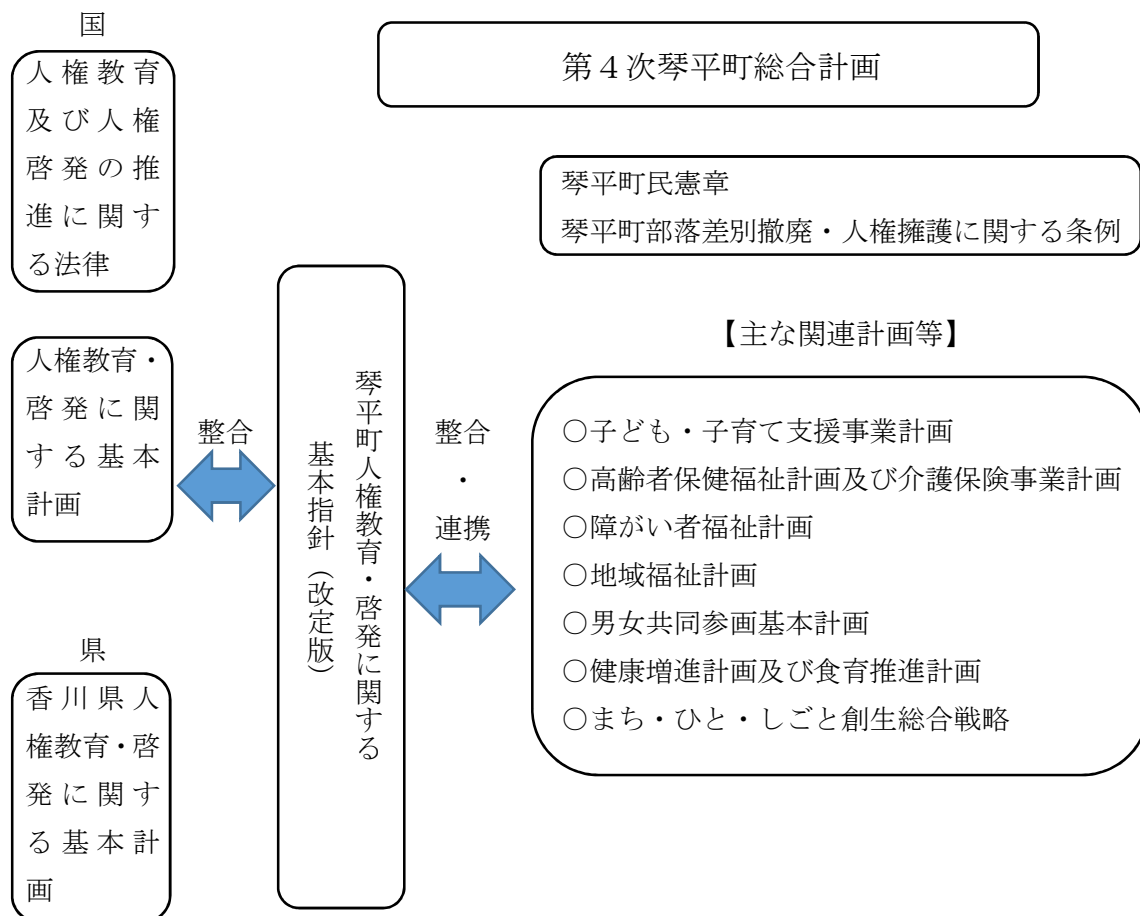 国
人権教育
及び人権
啓発の推
進に関す
る法律
人権教育・
啓発に関
する基本
計画
県
香川県人
権教育・啓
発に関す
る基本計
画
整合
琴平町人権教育・啓発に関する
基本指針（改定版）
整合
・
連携
第４次琴平町総合計画
琴平町民憲章
琴平町部落差別撤廃・人権擁護に関する条例
【主な関連計画等】
○子ども・子育て支援事業計画
○高齢者保健福祉計画及び介護保険事業計画
○障がい者福祉計画
○地域福祉計画
○男女共同参画基本計画
○健康増進計画及び食育推進計画
○まち・ひと・しごと創生総合戦略